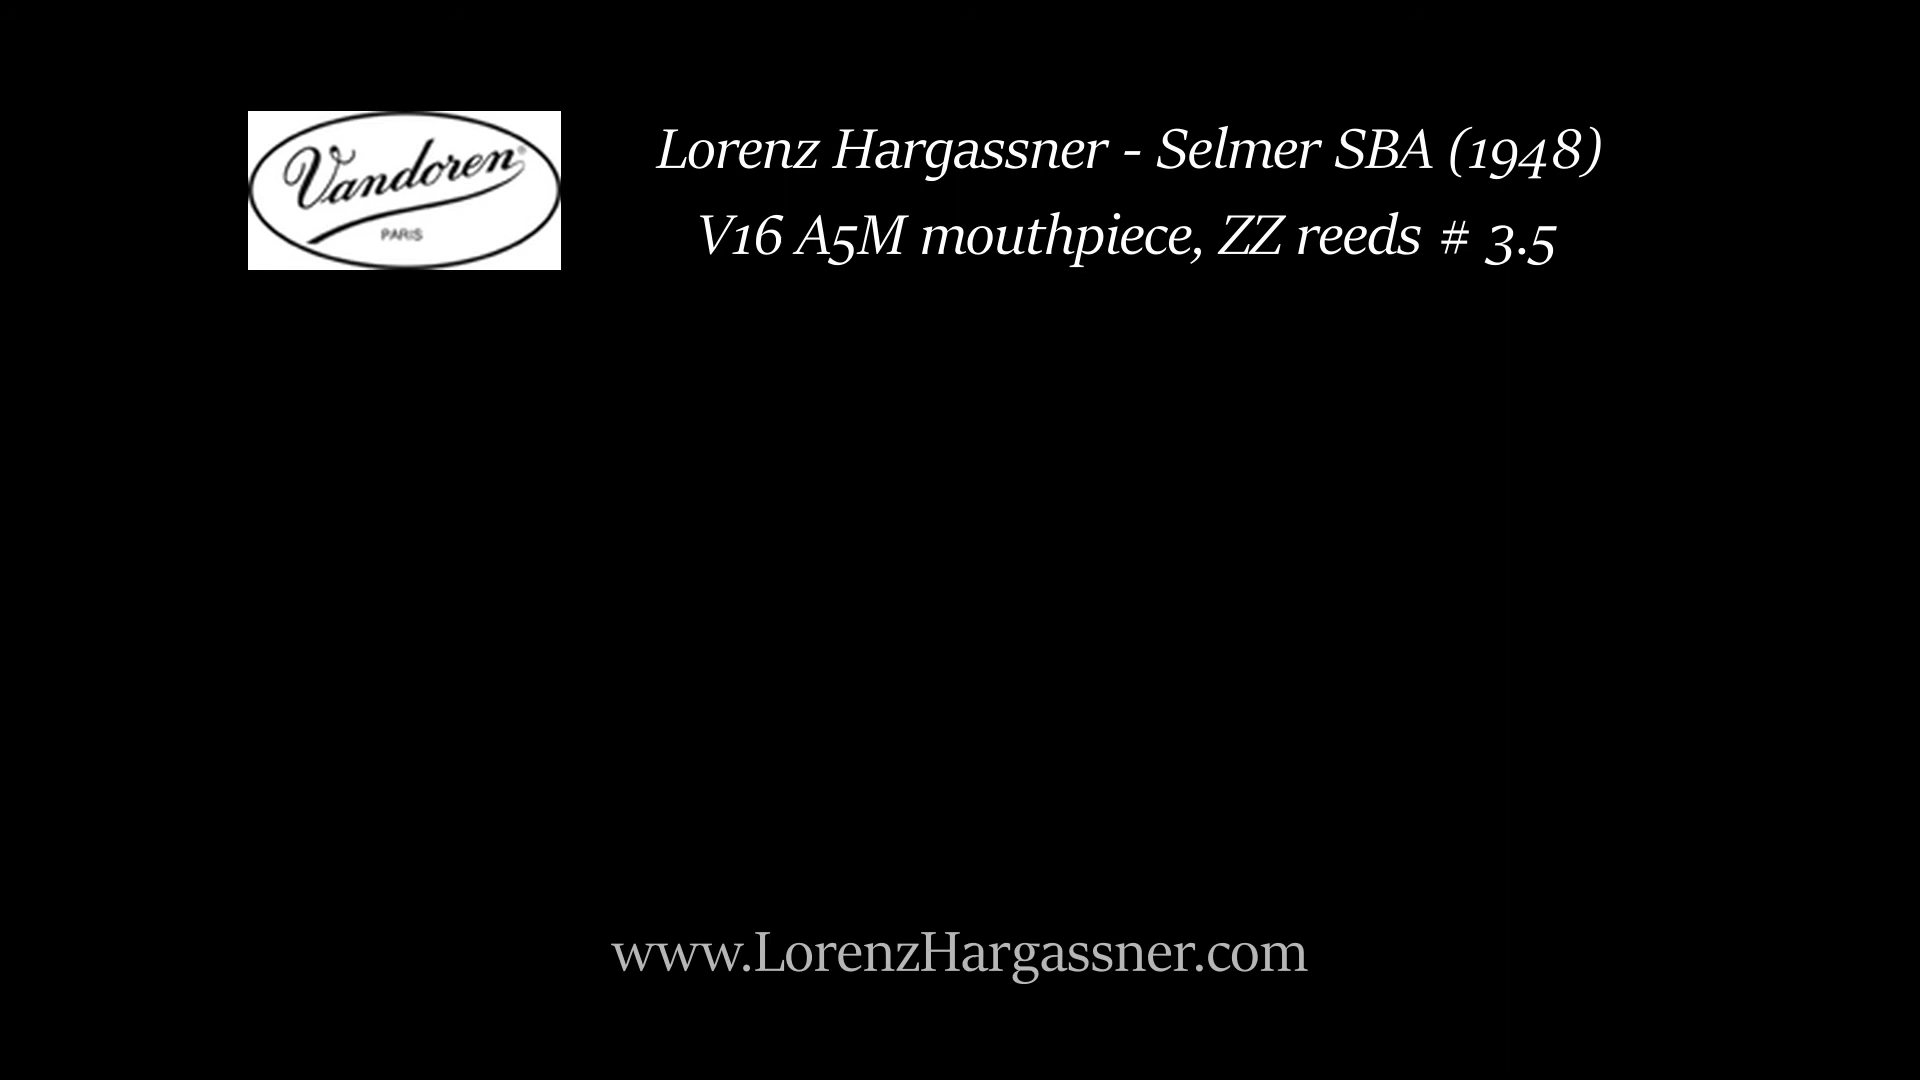 Vandoren®
PARIS
Lorenz Hargassner - Selmer SBA (1948)
V16 A5M mouthpiece, ZZ reeds # 3.5
www.LorenzHargassner.com